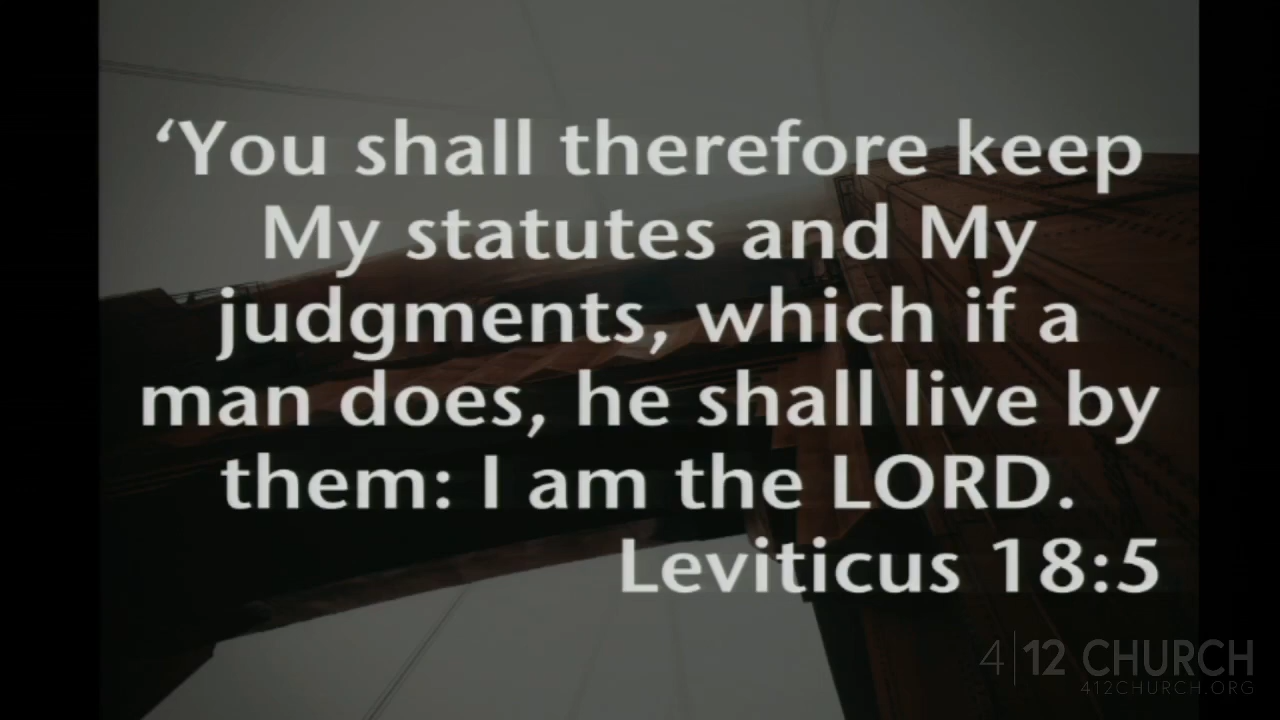 ‘You shall therefore keep
My statutes and My
judgments, which if a
man does, he shall live by
them: I am the LORD.
Leviticus 18:5
4|12 CHURCH
412CHURCH.ORG